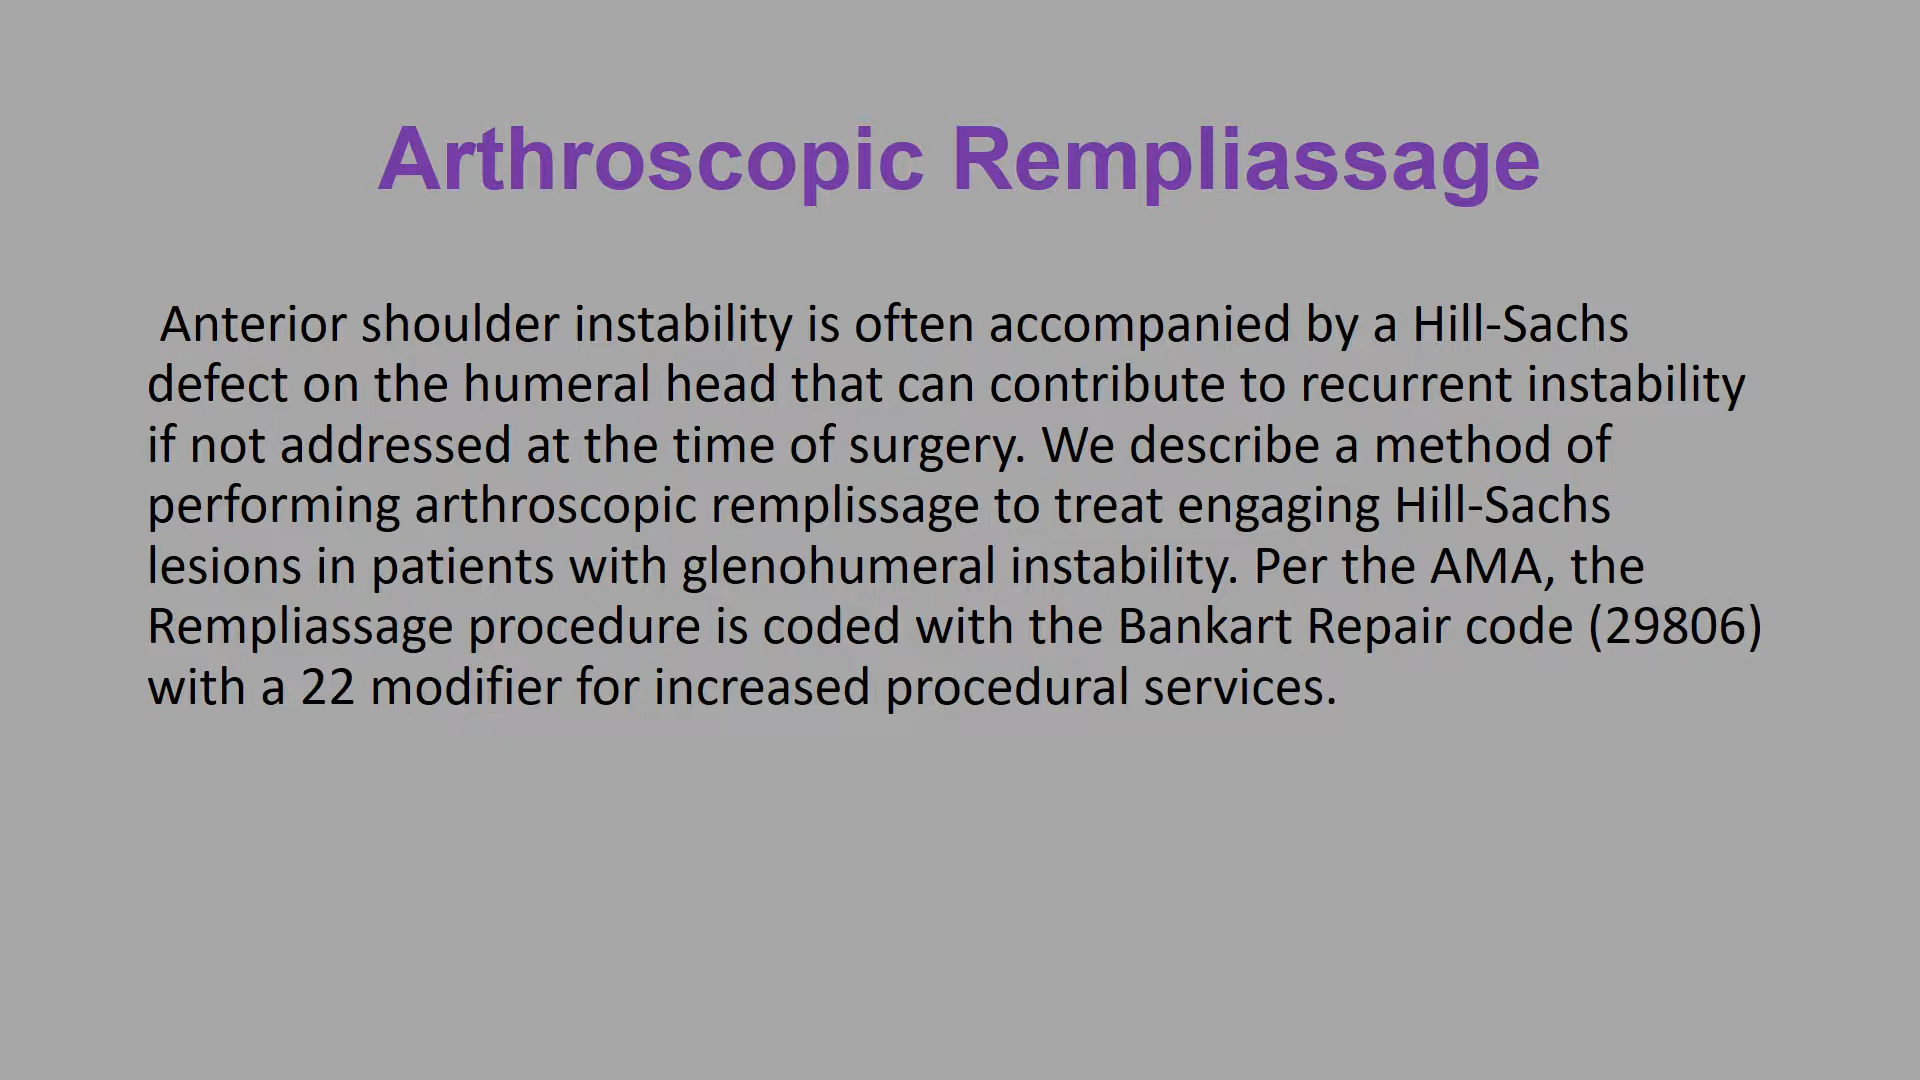 Arthroscopic Rempliassage
Anterior shoulder instability is often accompanied by a Hill-Sachs
defect on the humeral head that can contribute to recurrent instability
if not addressed at the time of surgery. We describe a method of
performing arthroscopic remplissage to treat engaging Hill-Sachs
lesions in patients with glenohumeral instability. Per the AMA, the
Rempliassage procedure is coded with the Bankart Repair code (29806)
with a 22 modifier for increased procedural services.